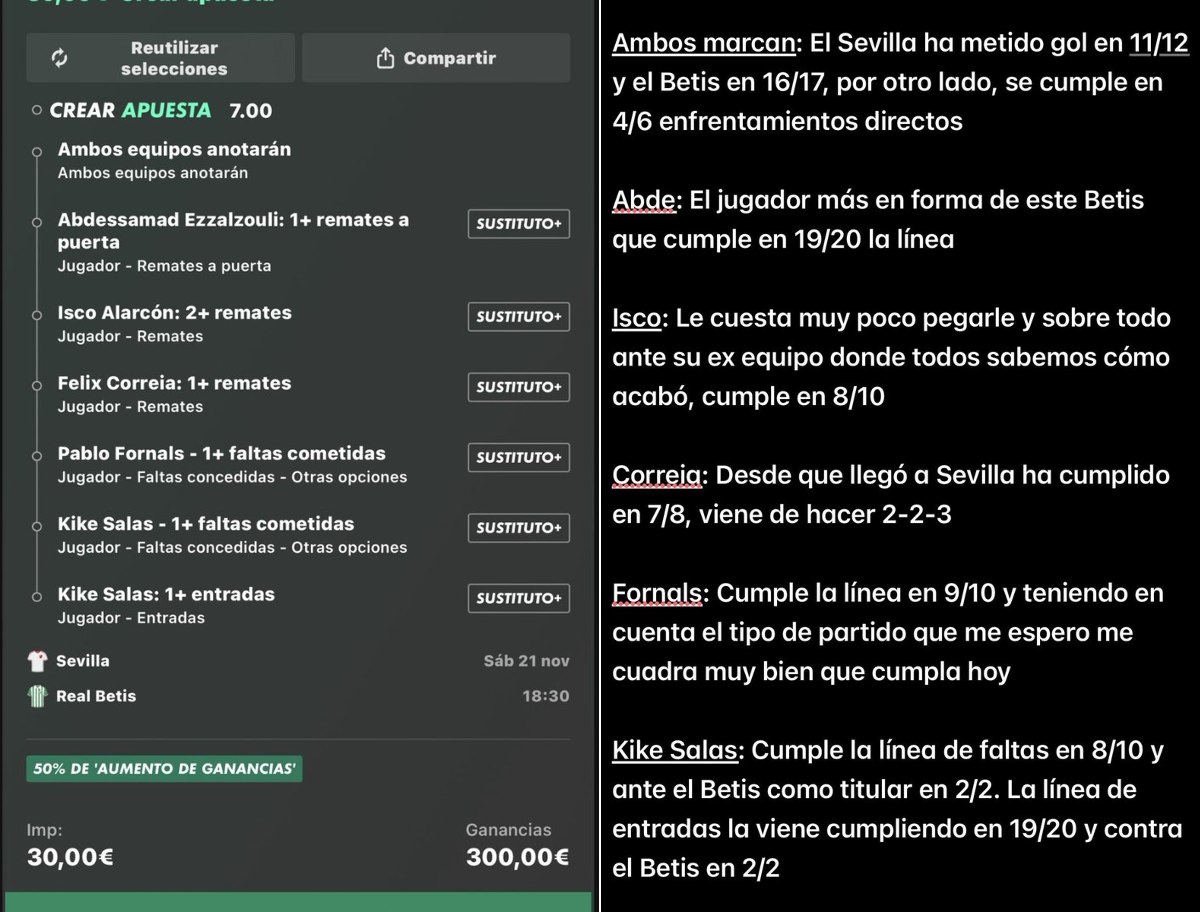 Reutilizar
selecciones
Compartir
CREAR APUESTA 7.00
Ambos equipos anotarán
Ambos equipos anotarán
Abdessamad Ezzalzouli: 1+ remates a
puerta
SUSTITUTO+
Jugador - Remates a puerta
Isco Alarcón: 2+ remates
SUSTITUTO+
Jugador - Remates
Felix Correia: 1+ remates
SUSTITUTO+
Jugador - Remates
Pablo Fornals - 1+ faltas cometidas
SUSTITUTO+
Jugador - Faltas concedidas - Otras opciones
Kike Salas - 1+ faltas cometidas
SUSTITUTO+
Jugador - Faltas concedidas - Otras opciones
Kike Salas: 1+ entradas
SUSTITUTO+
Jugador - Entradas
Sevilla
Sáb 21 nov
Real Betis
18:30
50% DE 'AUMENTO DE GANANCIAS'
Imp:
Ganancias
30,00€
300,00€
Ambos marcan: El Sevilla ha metido gol en 11/12
y el Betis en 16/17, por otro lado, se cumple en
4/6 enfrentamientos directos
Abde: El jugador más en forma de este Betis
que cumple en 19/20 la línea
Isco: Le cuesta muy poco pegarle y sobre todo
ante su ex equipo donde todos sabemos cómo
acabó, cumple en 8/10
Correia: Desde que llegó a Sevilla ha cumplido
en 7/8, viene de hacer 2-2-3
Fornals: Cumple la línea en 9/10 y teniendo en
cuenta el tipo de partido que me espero me
cuadra muy bien que cumpla hoy
Kike Salas: Cumple la línea de faltas en 8/10 y
ante el Betis como titular en 2/2. La línea de
entradas la viene cumpliendo en 19/20 y contra
el Betis en 2/2